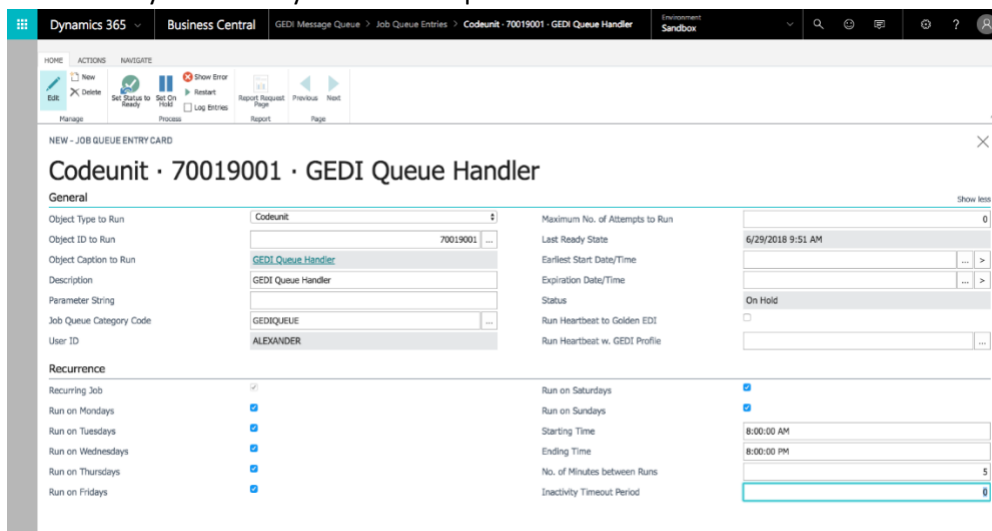 Dynamics 365 Business Central GEDI Message Queue > Job Queue Entries > Codeunit · 70019001 · GEDI Queue Handler Environment Sandbox ?
HOME ACTIONS NAVIGATE
Edit New Delete Set Status to Ready Set On Hold Show Error Restart Log Entries Report Request Page Previous Next
Manage Process Report Page
NEW - JOB QUEUE ENTRY CARD
Codeunit · 70019001 · GEDI Queue Handler
General Show less
Object Type to Run Codeunit Maximum No. of Attempts to Run 0
Object ID to Run 70019001 ... Last Ready State 6/29/2018 9:51 AM
Object Caption to Run GEDI Queue Handler Earliest Start Date/Time ... >
Description GEDI Queue Handler Expiration Date/Time ... >
Parameter String Status On Hold
Job Queue Category Code GEDIQUEUE ... Run Heartbeat to Golden EDI
User ID ALEXANDER Run Heartbeat w. GEDI Profile ...
Recurrence
Recurring Job Run on Saturdays
Run on Mondays Run on Sundays
Run on Tuesdays Starting Time 8:00:00 AM
Run on Wednesdays Ending Time 8:00:00 PM
Run on Thursdays No. of Minutes between Runs 5
Run on Fridays Inactivity Timeout Period 0